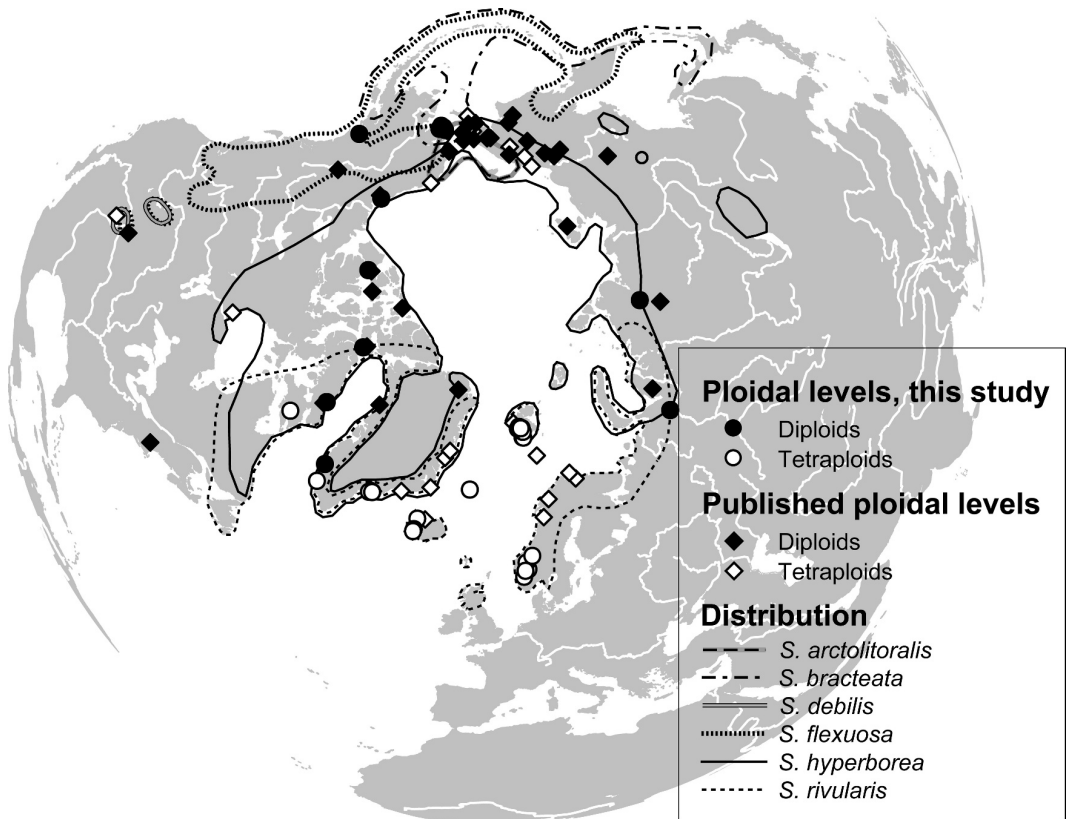 Ploidal levels, this study
Diploids
Tetraploids
Published ploidal levels
Diploids
Tetraploids
Distribution
S. arctolitoralis
S. bracteata
S. debilis
S. flexuosa
S. hyperborea
S. rivularis